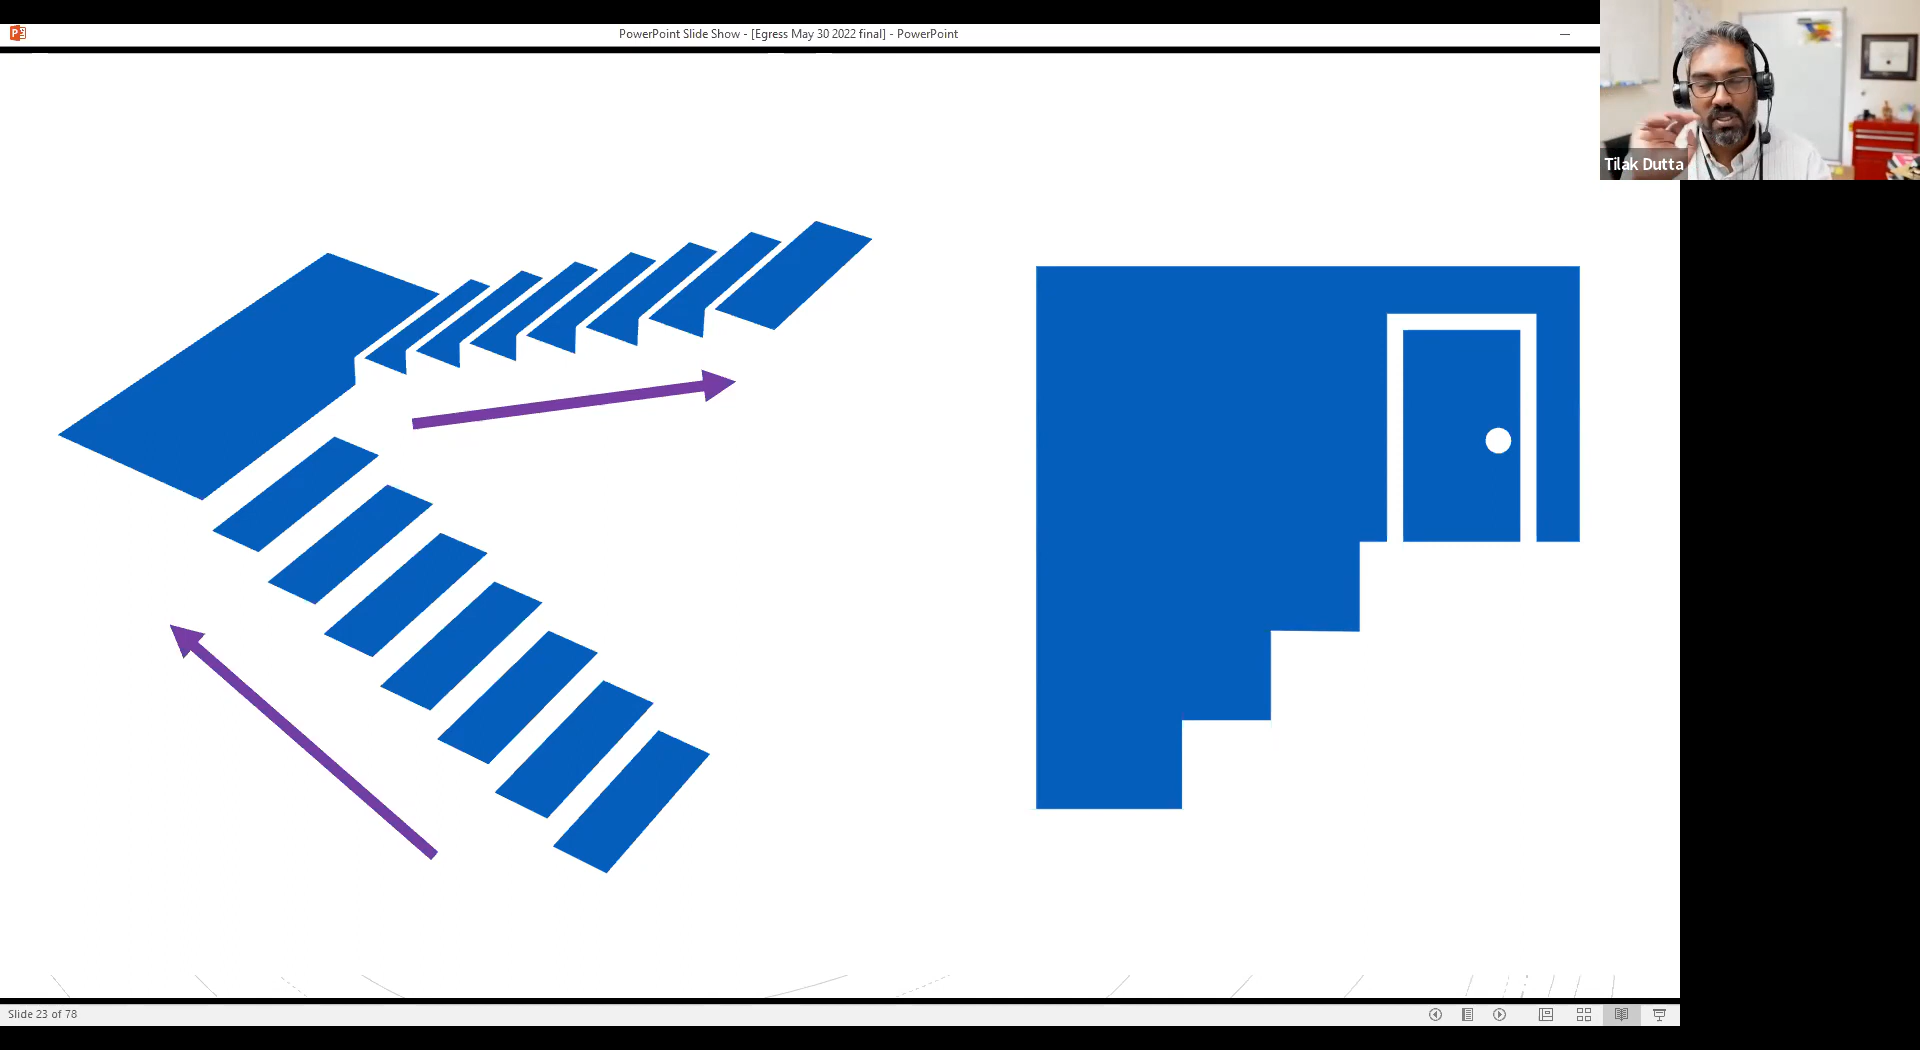 PowerPoint Slide Show - [Egress May 30 2022 final] - PowerPoint
Tilak Dutta
Slide 23 of 78